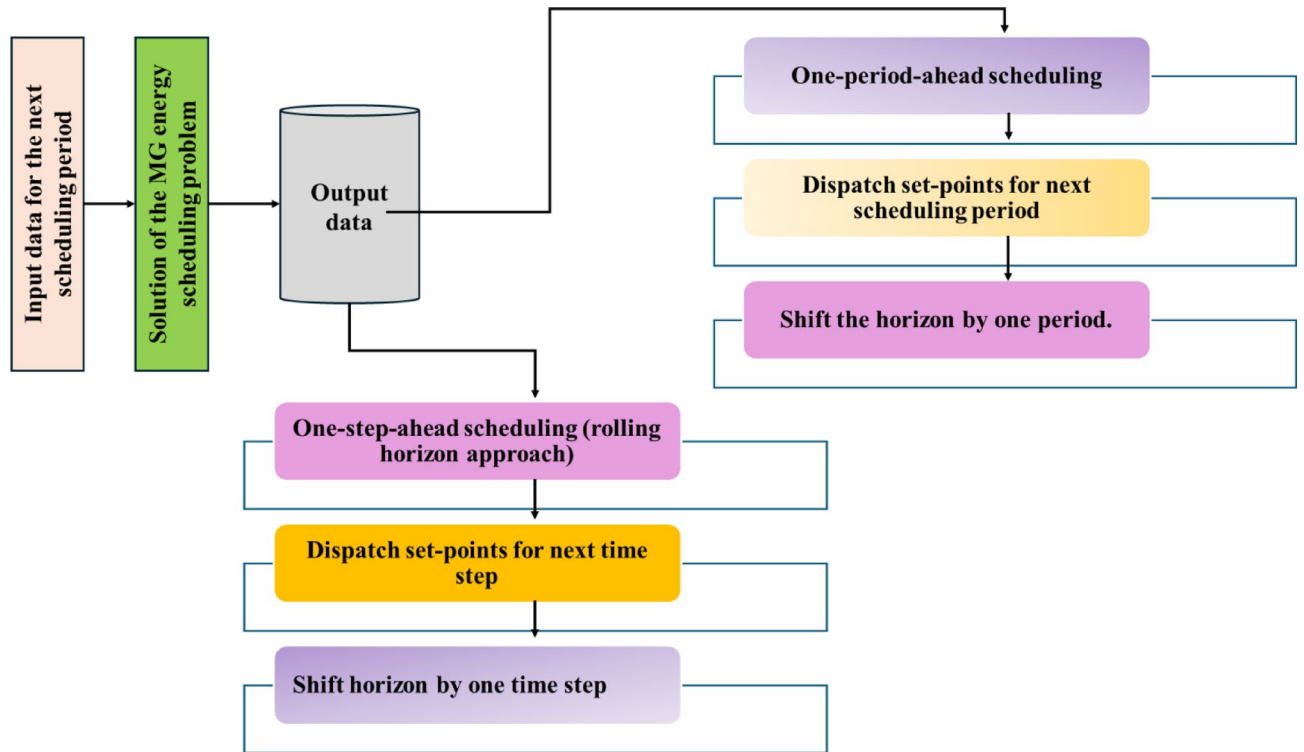 Input data for the next
scheduling period
Solution of the MG energy
scheduling problem
Output
data
One-period-ahead scheduling
Dispatch set-points for next
scheduling period
Shift the horizon by one period.
One-step-ahead scheduling (rolling
horizon approach)
Dispatch set-points for next time
step
Shift horizon by one time step